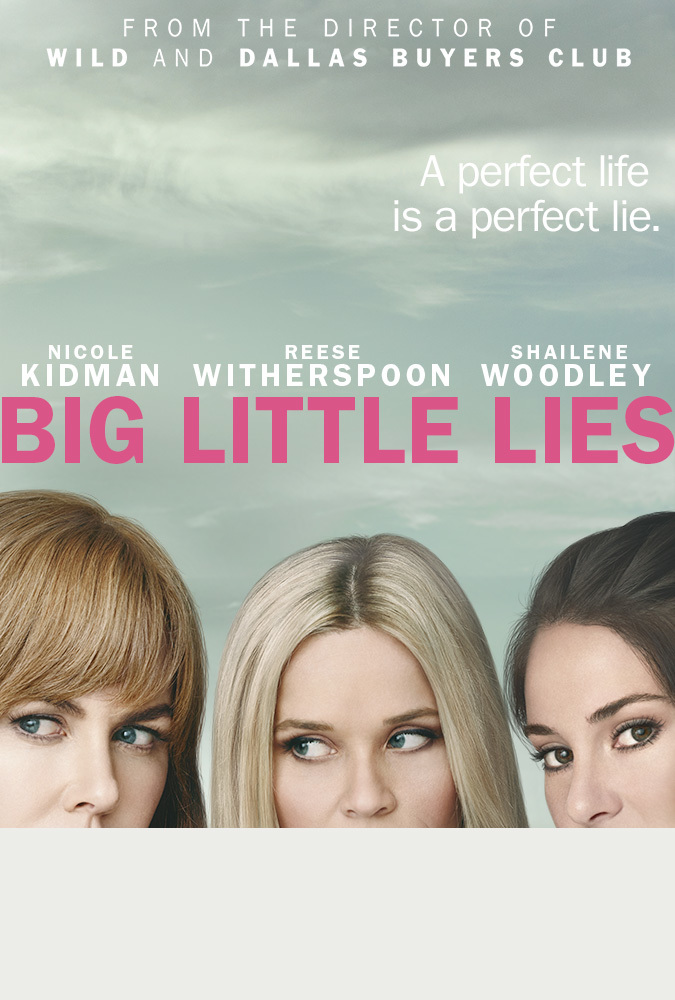 FROM THE DIRECTOR OF
WILD AND DALLAS BUYERS CLUB
A perfect life
is a perfect lie.
NICOLE KIDMAN
REESE WITHERSPOON
SHAILENE WOODLEY
BIG LITTLE LIES